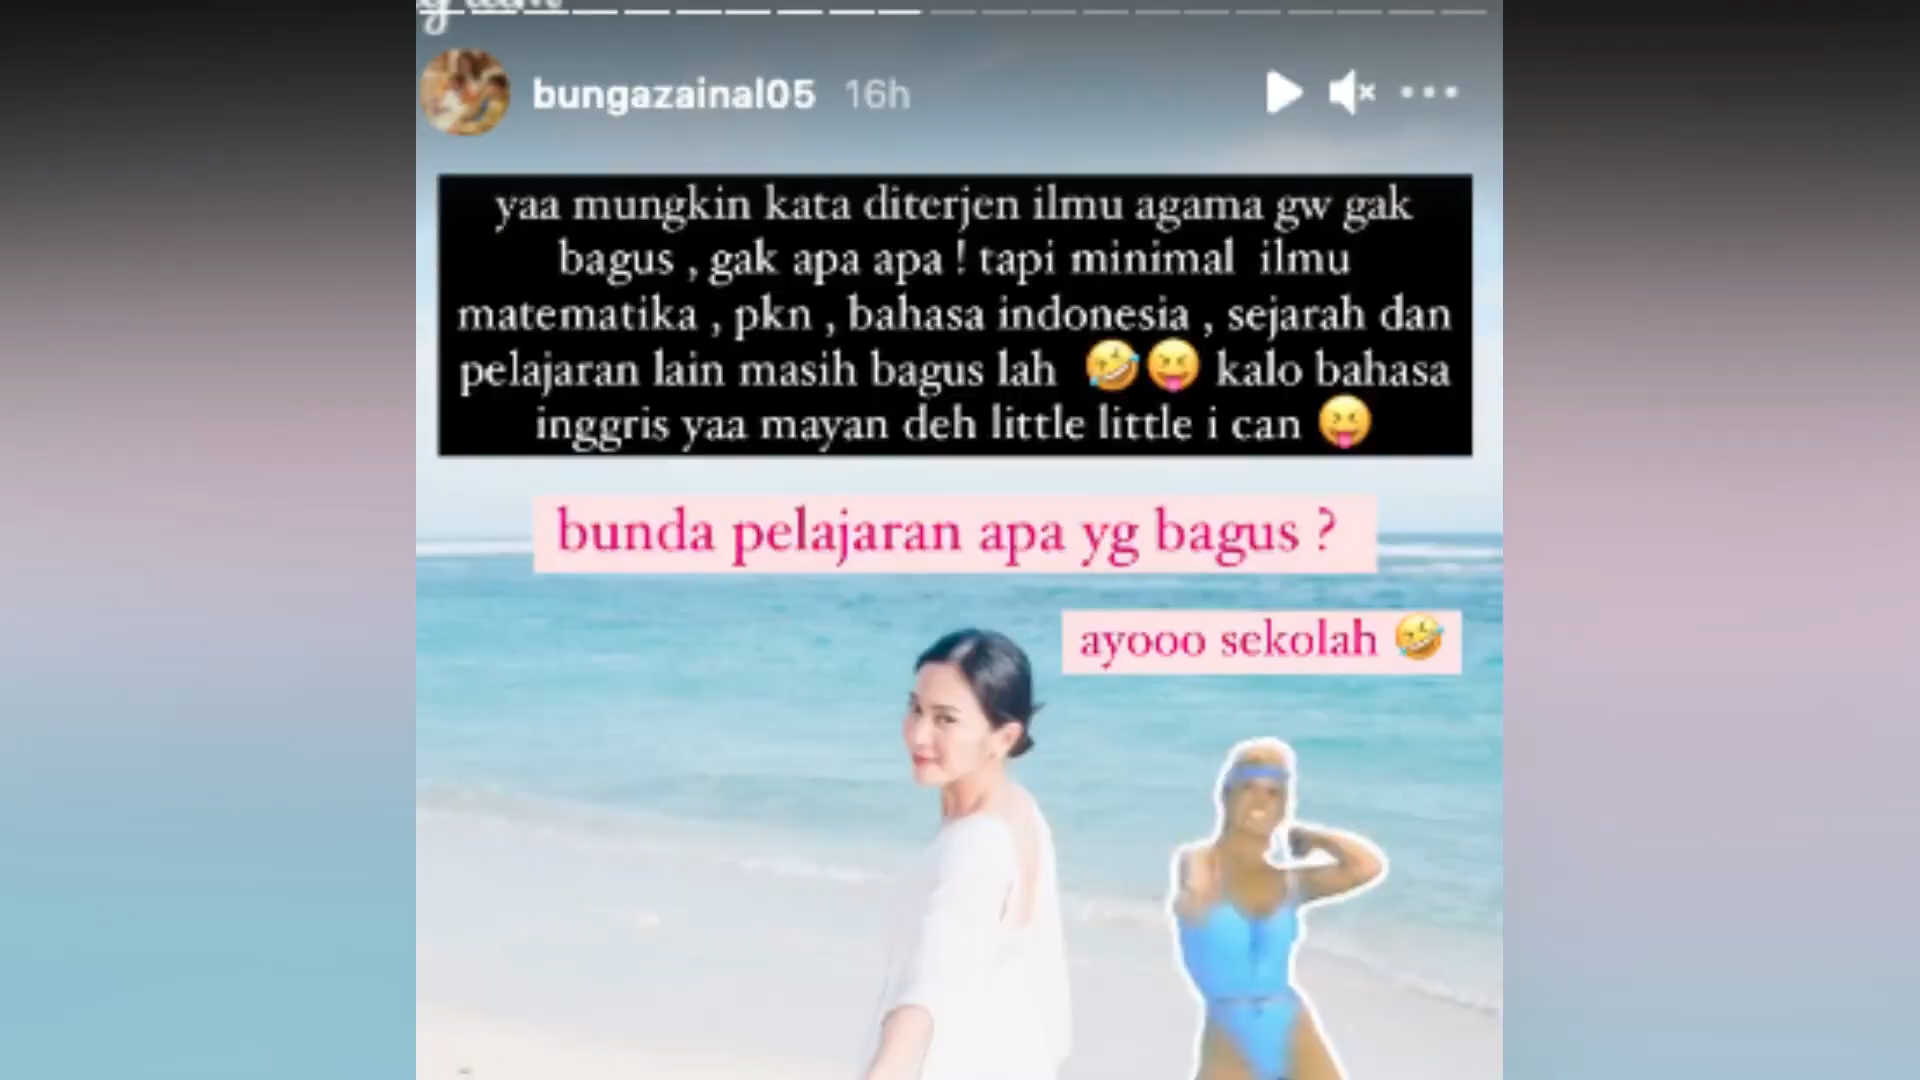 bungazainal05 16h
yaa mungkin kata diterjen ilmu agama gw gak
bagus , gak apa apa ! tapi minimal ilmu
matematika , pkn , bahasa indonesia , sejarah dan
pelajaran lain masih bagus lah 🤣😝 kalo bahasa
inggris yaa mayan deh little little i can 😝
bunda pelajaran apa yg bagus ?
ayooo sekolah 🤣